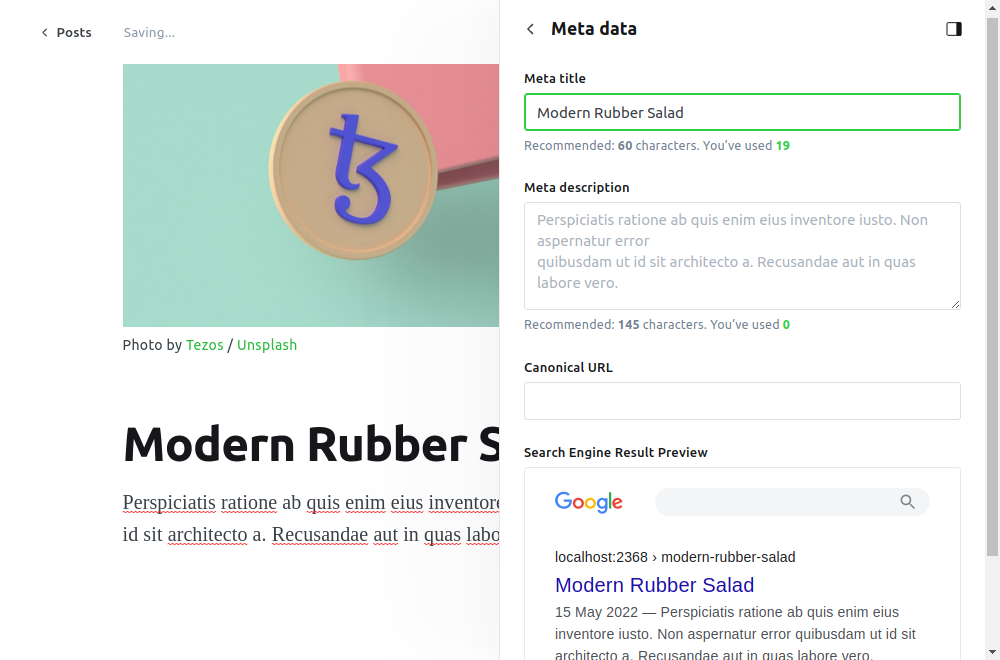 Posts
Saving...
Photo by Tezos / Unsplash
Modern Rubber S
Perspiciatis ratione ab quis enim eius inventore
id sit architecto a. Recusandae aut in quas labo
Meta data
Meta title
Modern Rubber Salad
Recommended: 60 characters. You've used 19
Meta description
Perspiciatis ratione ab quis enim eius inventore iusto. Non
aspernatur error
quibusdam ut id sit architecto a. Recusandae aut in quas
labore vero.
Recommended: 145 characters. You've used 0
Canonical URL
Search Engine Result Preview
Google
localhost:2368 › modern-rubber-salad
Modern Rubber Salad
15 May 2022 — Perspiciatis ratione ab quis enim eius
inventore iusto. Non aspernatur error quibusdam ut id sit
architecto a. Recusandae aut in quas labore vero.